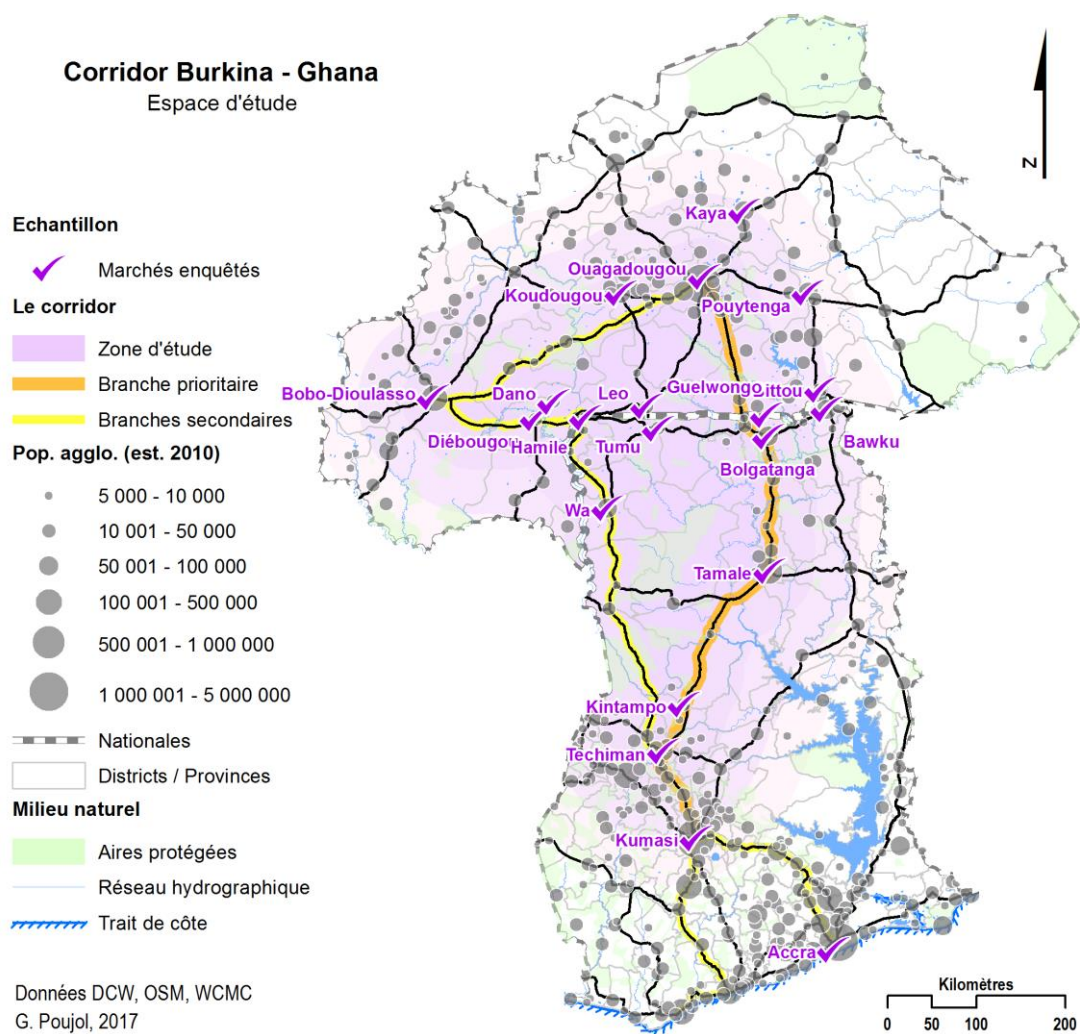 Corridor Burkina - Ghana
Espace d'étude
N
Echantillon
Marchés enquêtés
Le corridor
Zone d'étude
Branche prioritaire
Branches secondaires
Pop. agglo. (est. 2010)
5 000 - 10 000
10 001 - 50 000
50 001 - 100 000
100 001 - 500 000
500 001 - 1 000 000
1 000 001 - 5 000 000
Nationales
Districts / Provinces
Milieu naturel
Aires protégées
Réseau hydrographique
Trait de côte
Données DCW, OSM, WCMC
G. Poujol, 2017
Kaya
Ouagadougou
Koudougou
Pouytenga
Bobo-Dioulasso
Dano
Leo
Guelwongo
ittou
Diébougou
Hamile
Tumu
Bawku
Bolgatanga
Wa
Tamale
Kintampo
Techiman
Kumasi
Accra
Kilomètres
0 50 100 200